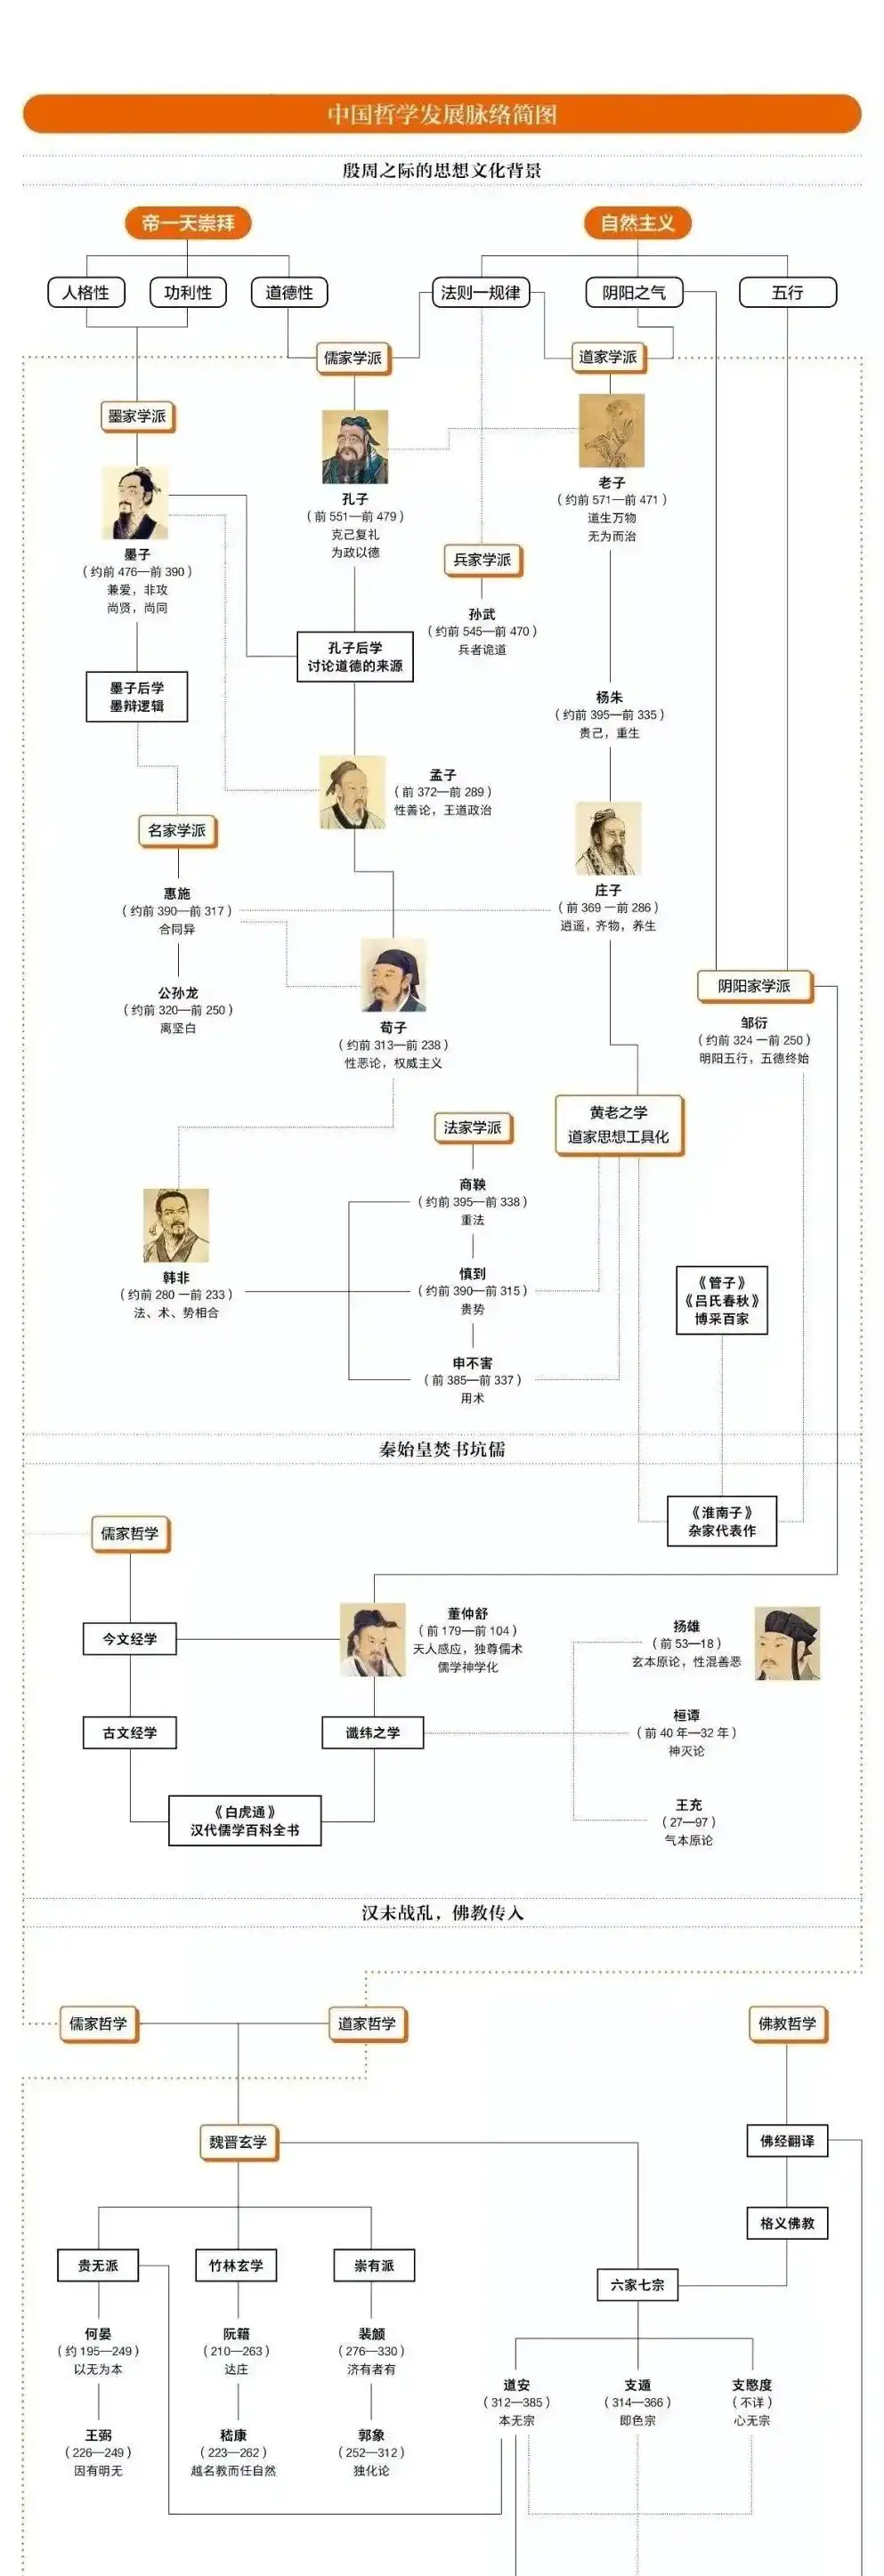 中国哲学发展脉络简图
殷周之际的思想文化背景
帝一天崇拜
自然主义
人格性
功利性
道德性
法则一规律
阴阳之气
五行
儒家学派
道家学派
墨家学派
孔子
（前 551—前 479）
克己复礼
为政以德
老子
（约前 571—前 471）
道生万物
无为而治
墨子
（约前 476—前 390）
兼爱，非攻
尚贤，尚同
兵家学派
孙武
（约前 545—前 470）
兵者诡道
孔子后学
讨论道德的来源
墨子后学
墨辩逻辑
杨朱
（约前 395—前 335）
贵己，重生
孟子
（前 372—前 289）
性善论，王道政治
名家学派
惠施
（约前 390—前 317）
合同异
庄子
（前 369 一前 286）
逍遥，齐物，养生
公孙龙
（约前 320—前 250）
离坚白
荀子
（约前 313—前 238）
性恶论，权威主义
阴阳家学派
邹衍
（约前 324 一前 250）
明阳五行，五德终始
黄老之学
道家思想工具化
法家学派
商鞅
（约前 395—前 338）
重法
韩非
（约前 280 一前 233）
法、术、势相合
慎到
（约前 390—前 315）
贵势
《管子》
《吕氏春秋》
博采百家
申不害
（前 385—前 337）
用术
秦始皇焚书坑儒
《淮南子》
杂家代表作
儒家哲学
今文经学
董仲舒
（前 179—前 104）
天人感应，独尊儒术
儒学神学化
扬雄
（前 53—18）
玄本原论，性混善恶
古文经学
谶纬之学
桓谭
（前 40 年—32 年）
神灭论
《白虎通》
汉代儒学百科全书
王充
（27—97）
气本原论
汉末战乱，佛教传入
儒家哲学
道家哲学
佛教哲学
魏晋玄学
佛经翻译
格义佛教
贵无派
竹林玄学
崇有派
六家七宗
何晏
（约 195—249）
以无为本
阮籍
（210—263）
达庄
裴頠
（276—330）
济有者有
道安
（312—385）
本无宗
支遁
（314—366）
即色宗
支愍度
（不详）
心无宗
王弼
（226—249）
因有明无
嵇康
（223—262）
越名教而任自然
郭象
（252—312）
独化论